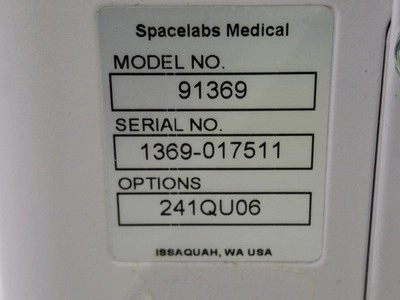 Spacelabs Medical
MODEL NO.
91369
SERIAL NO.
1369-017511
OPTIONS
241QU06
ISSAQUAH, WA USA